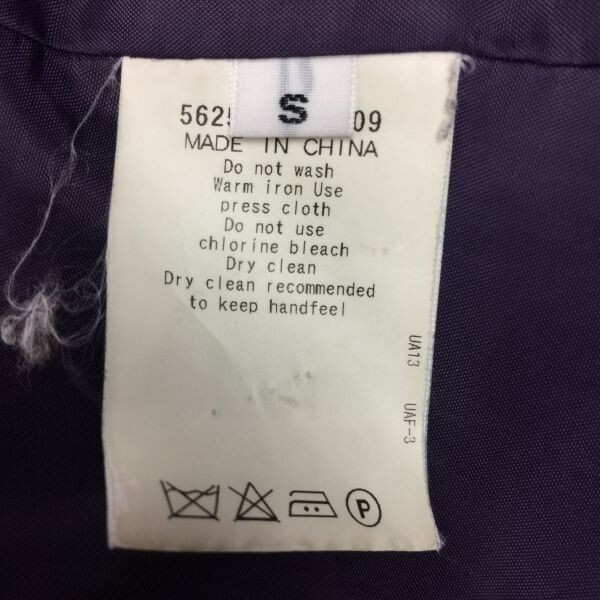 S
562 09
MADE IN CHINA
Do not wash
Warm iron Use
press cloth
Do not use
chlorine bleach
Dry clean
Dry clean recommended
to keep handfeel
UA13 UAF-3
P